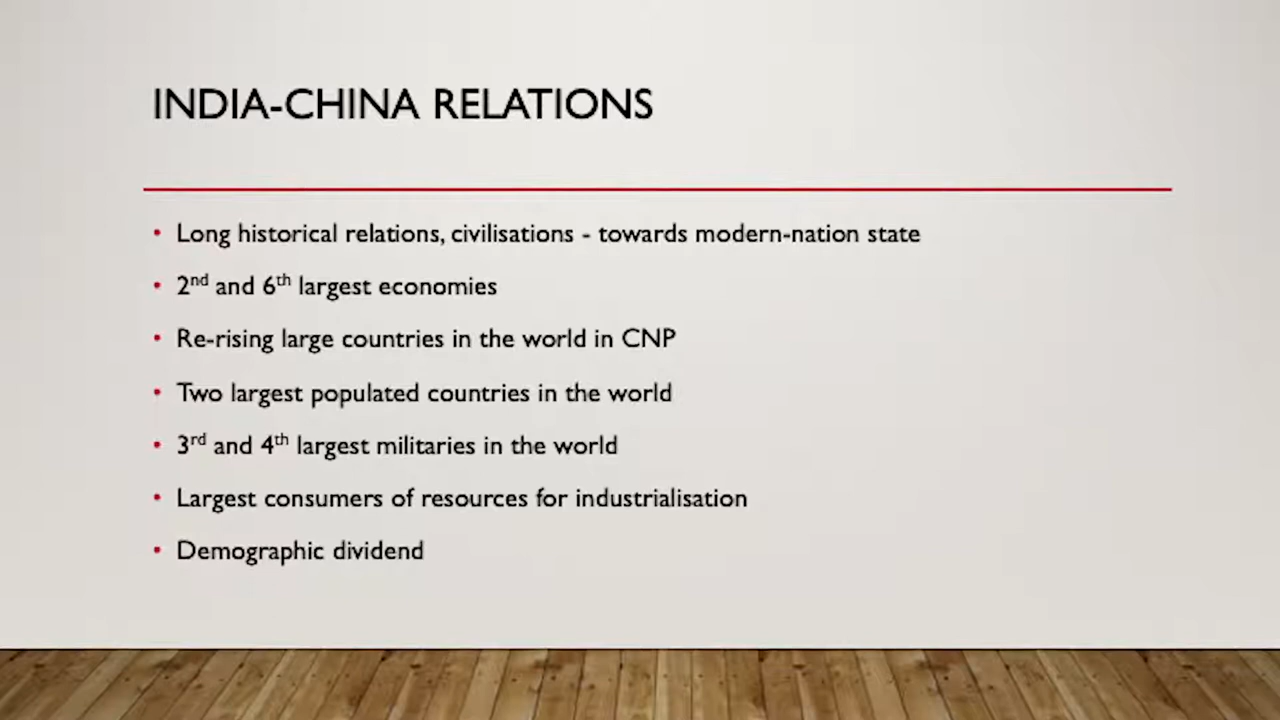 INDIA-CHINA RELATIONS
• Long historical relations, civilisations - towards modern-nation state
• 2nd and 6th largest economies
• Re-rising large countries in the world in CNP
• Two largest populated countries in the world
• 3rd and 4th largest militaries in the world
• Largest consumers of resources for industrialisation
• Demographic dividend